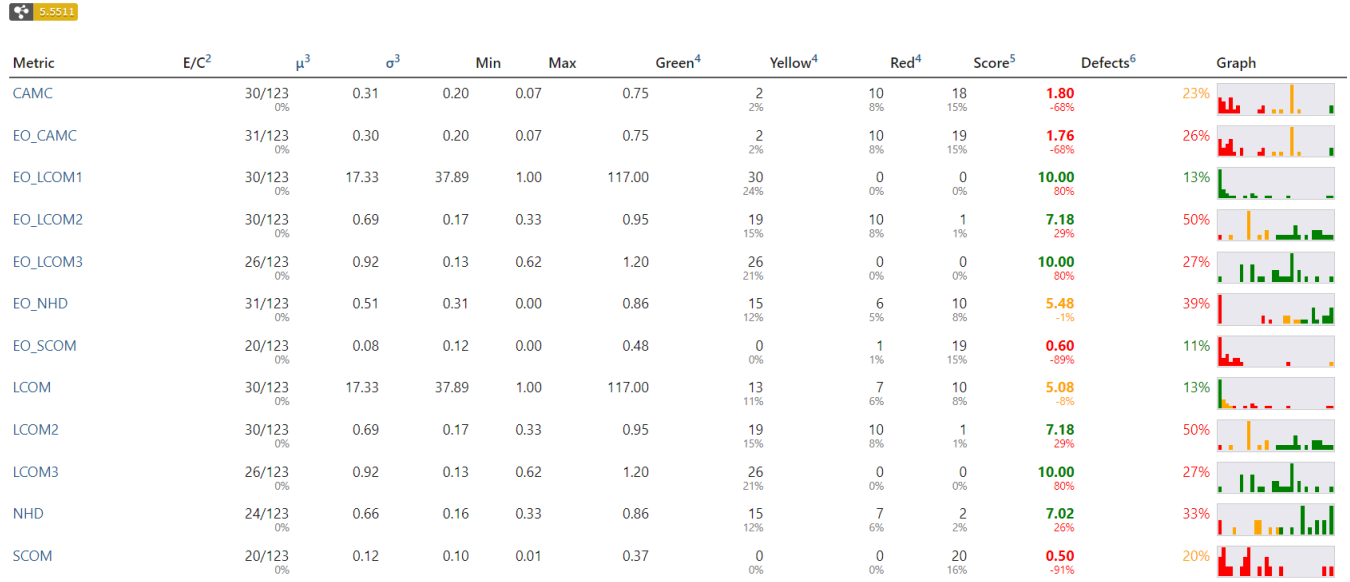 5.5511
Metric E/C2 μ3 σ3 Min Max Green4 Yellow4 Red4 Score5 Defects6 Graph
CAMC 30/123 0.31 0.20 0.07 0.75 2 10 18 1.80 23%
0% 2% 8% 15% -68%
EO_CAMC 31/123 0.30 0.20 0.07 0.75 2 10 19 1.76 26%
0% 2% 8% 15% -68%
EO_LCOM1 30/123 17.33 37.89 1.00 117.00 30 0 0 10.00 13%
0% 24% 0% 0% 80%
EO_LCOM2 30/123 0.69 0.17 0.33 0.95 19 10 1 7.18 50%
0% 15% 8% 1% 29%
EO_LCOM3 26/123 0.92 0.13 0.62 1.20 26 0 0 10.00 27%
0% 21% 0% 0% 80%
EO_NHD 31/123 0.51 0.31 0.00 0.86 15 6 10 5.48 39%
0% 12% 5% 8% -1%
EO_SCOM 20/123 0.08 0.12 0.00 0.48 0 1 19 0.60 11%
0% 0% 1% 15% -89%
LCOM 30/123 17.33 37.89 1.00 117.00 13 7 10 5.08 13%
0% 11% 6% 8% -8%
LCOM2 30/123 0.69 0.17 0.33 0.95 19 10 1 7.18 50%
0% 15% 8% 1% 29%
LCOM3 26/123 0.92 0.13 0.62 1.20 26 0 0 10.00 27%
0% 21% 0% 0% 80%
NHD 24/123 0.66 0.16 0.33 0.86 15 7 2 7.02 33%
0% 12% 6% 2% 26%
SCOM 20/123 0.12 0.10 0.01 0.37 0 0 20 0.50 20%
0% 0% 0% 16% -91%